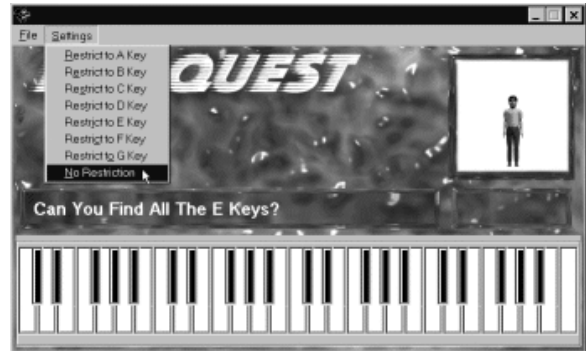 File Settings
Restrict to A Key
Restrict to B Key
Restrict to C Key
Restrict to D Key
Restrict to E Key
Restrict to F Key
Restrict to G Key
No Restriction
QUEST
Can You Find All The E Keys?